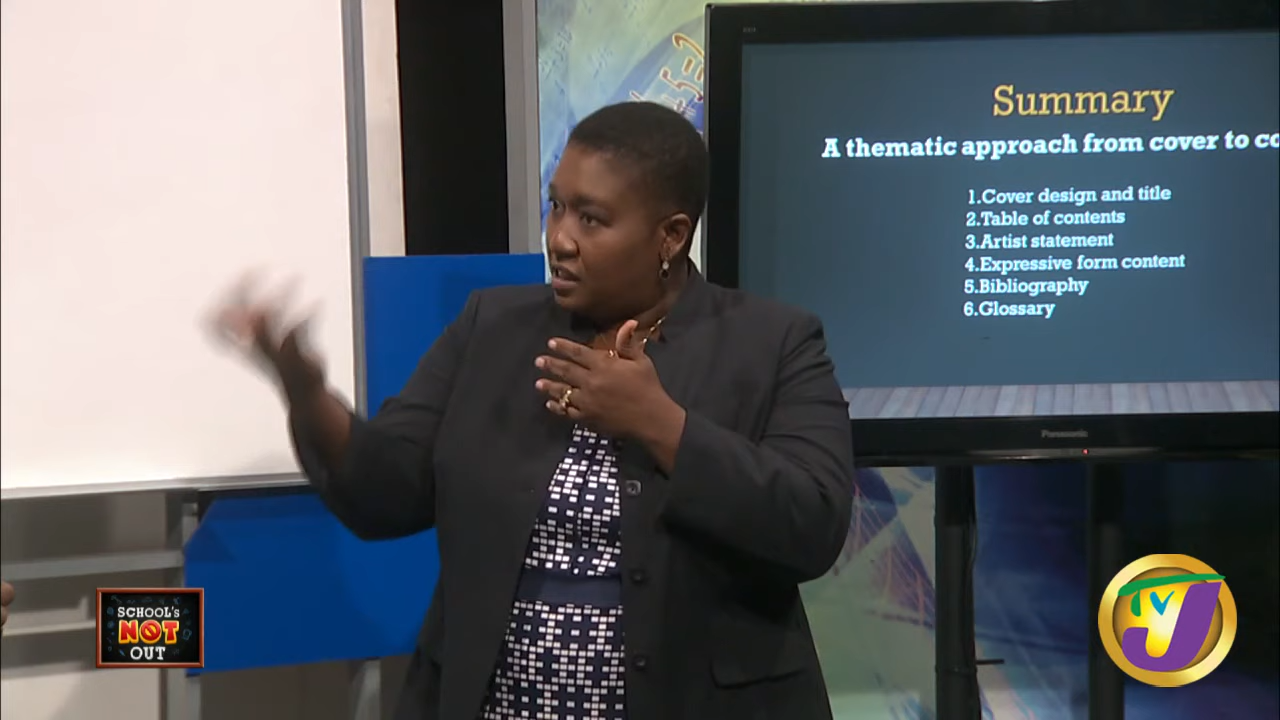 Summary
A thematic approach from cover to
1.Cover design and title
2.Table of contents
3.Artist statement
4.Expressive form content
5.Bibliography
6.Glossary
Panasonic
SCHOOL's
NOT
OUT
TVJ